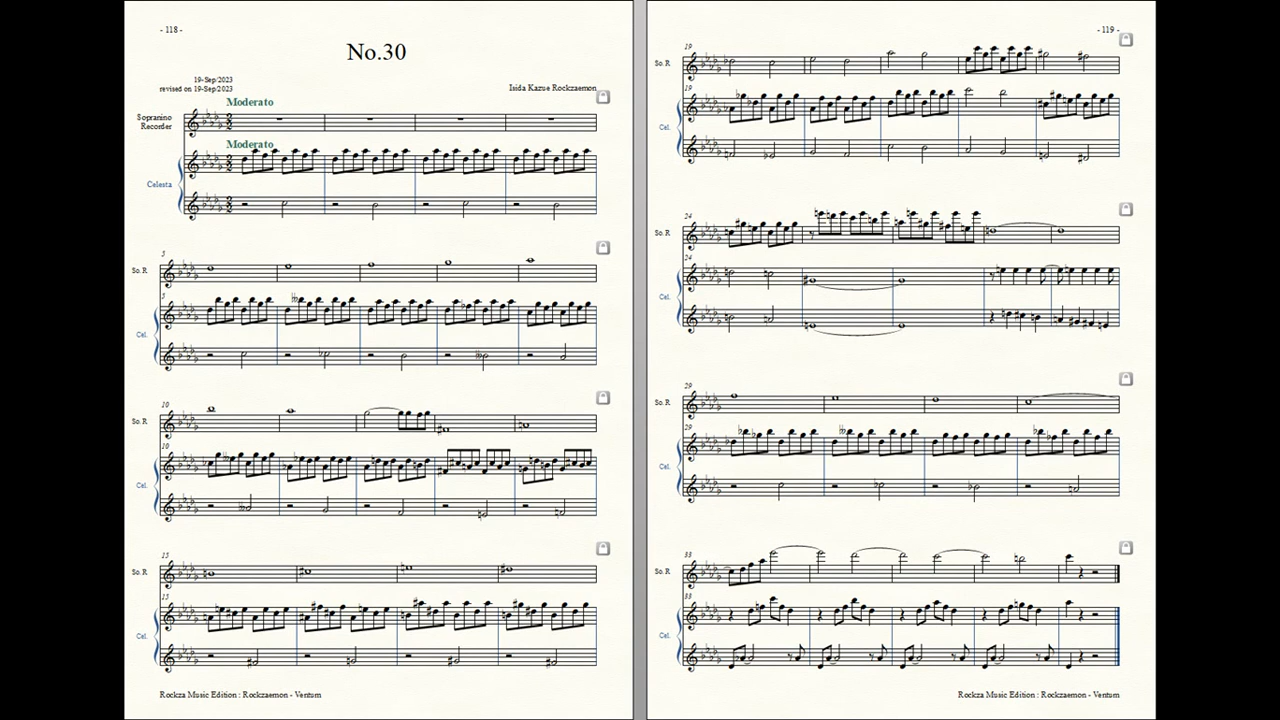 - 118 -
No.30
19-Sep/2023
revised on 19-Sep/2023
Isida Kazue Rockzaemon
Moderato
Sopranino
Recorder
Moderato
Celesta
5
So. R
5
Cel.
10
So. R
10
Cel.
15
So. R
15
Cel.
Rockza Music Edition : Rockzaemon - Ventum
- 119 -
19
So. R
19
Cel.
24
So. R
24
Cel.
29
So. R
29
Cel.
33
So. R
33
Cel.
Rockza Music Edition : Rockzaemon - Ventum